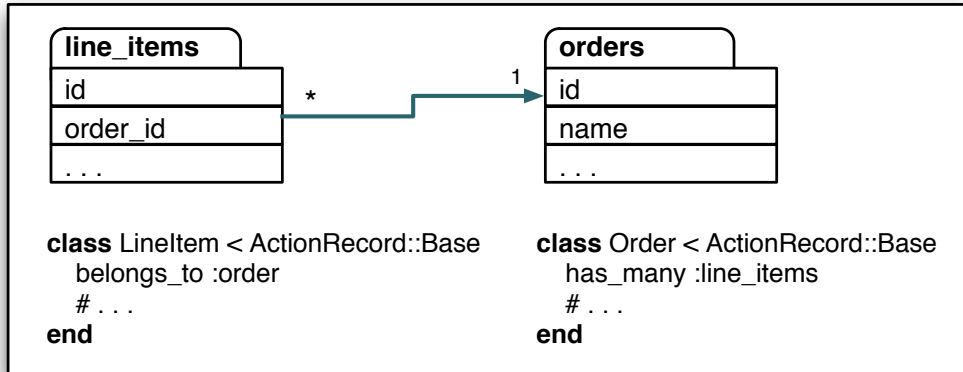 line_items
id
order_id
. . .
*
1
orders
id
name
. . .
class LineItem < ActionRecord::Base
belongs_to :order
# . . .
end
class Order < ActionRecord::Base
has_many :line_items
# . . .
end